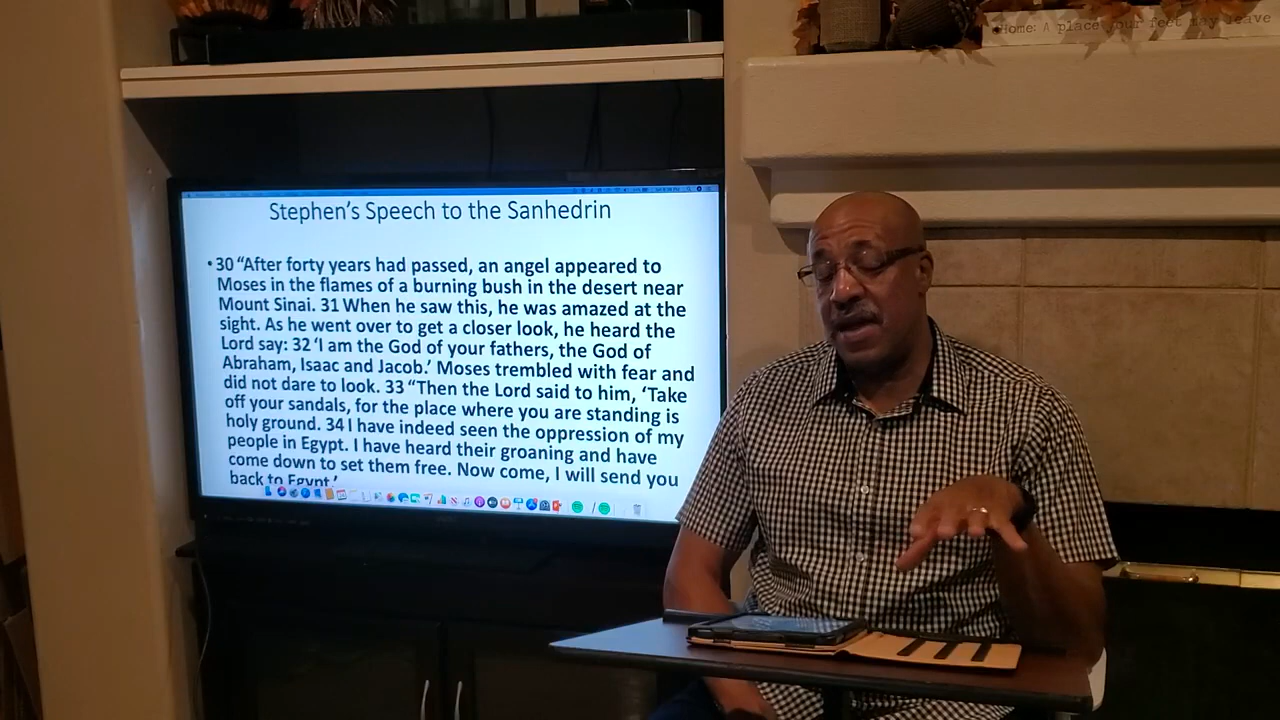 Home: A place your feet may leave
Stephen's Speech to the Sanhedrin
• 30 “After forty years had passed, an angel appeared to
Moses in the flames of a burning bush in the desert near
Mount Sinai. 31 When he saw this, he was amazed at the
sight. As he went over to get a closer look, he heard the
Lord say: 32 ‘I am the God of your fathers, the God of
Abraham, Isaac and Jacob.’ Moses trembled with fear and
did not dare to look. 33 “Then the Lord said to him, ‘Take
off your sandals, for the place where you are standing is
holy ground. 34 I have indeed seen the oppression of my
people in Egypt. I have heard their groaning and have
come down to set them free. Now come, I will send you
back to Egypt.’